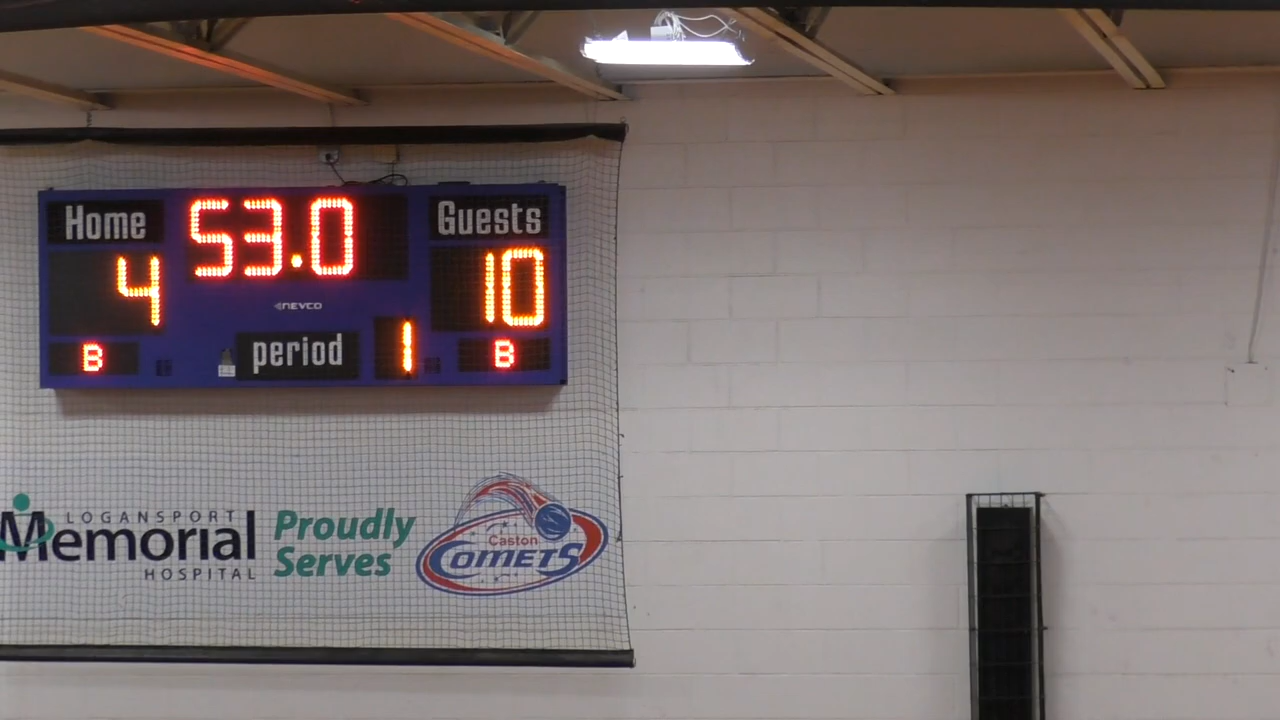 Home 53.0 Guests
4 10
NEVCO
B period 1 B
LOGANSPORT
Memorial
HOSPITAL
Proudly
Serves
Caston
COMETS